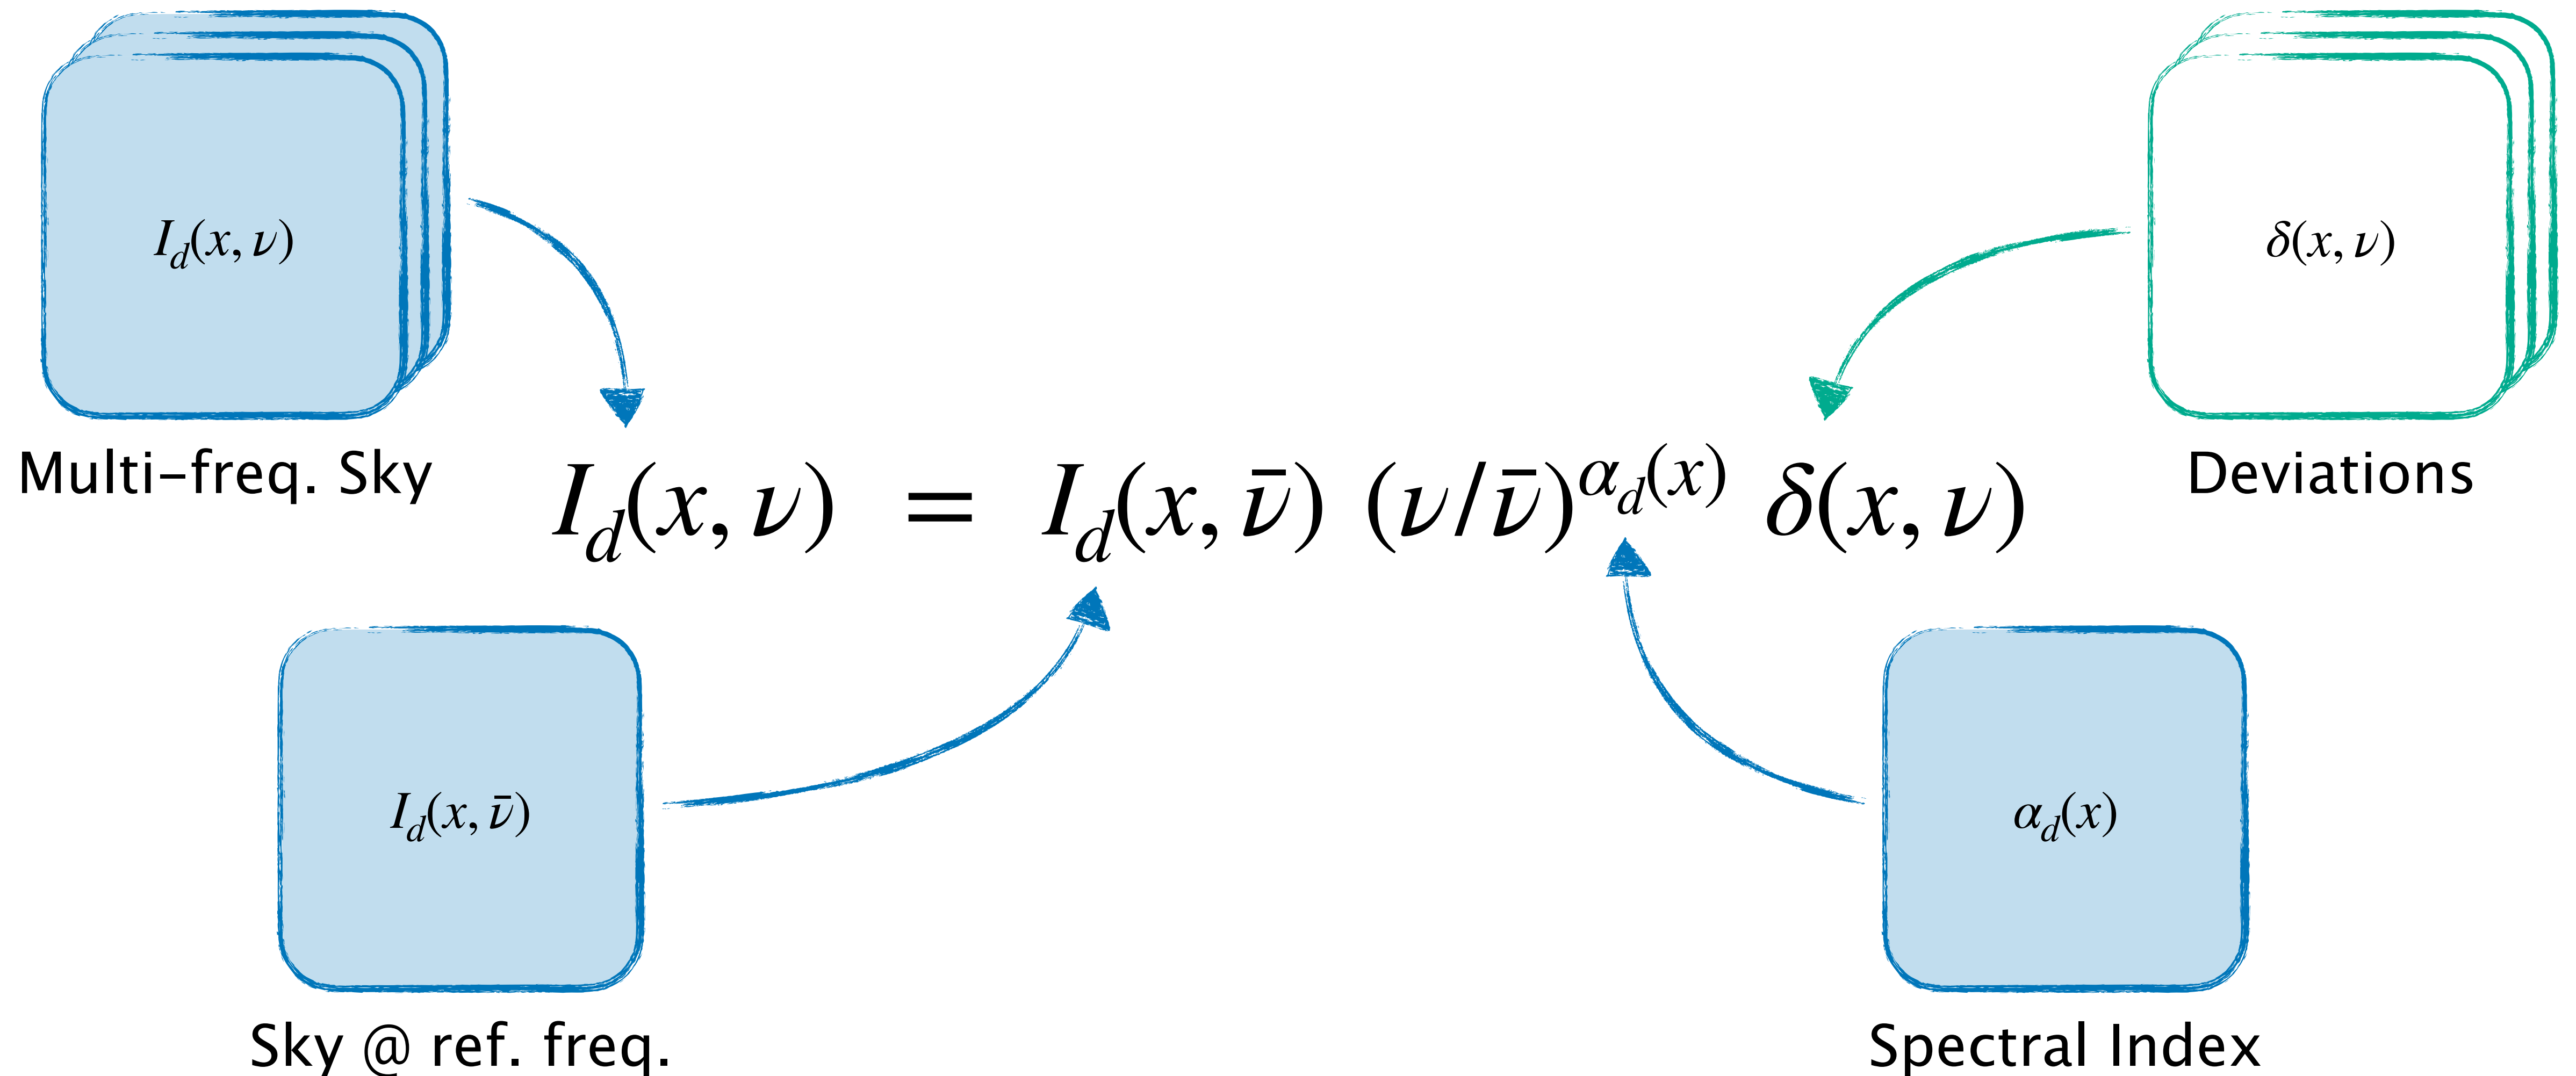 I_d(x, ν)
δ(x, ν)
Multi-freq. Sky
Deviations
I_d(x, ν) = I_d(x, ν̄) (ν/ν̄)^{α_d(x)} δ(x, ν)
I_d(x, ν̄)
α_d(x)
Sky @ ref. freq.
Spectral Index